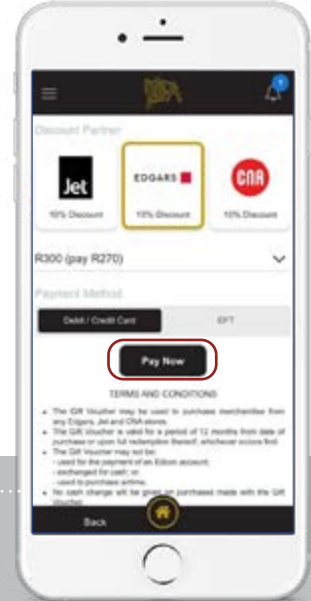 Discount Partner
Jet
EDGARS
CNA
10% Discount
10% Discount
10% Discount
R300 (pay R270)
Payment Method
Debit / Credit Card
EFT
Pay Now
TERMS AND CONDITIONS
The Gift Voucher may be used to purchase merchandise from
any Edgars, Jet and CNA stores.
The Gift Voucher is valid for a period of 12 months from date of
purchase or upon full redemption thereof, whichever occurs first.
The Gift Voucher may not be:
- used for the payment of an Edcon account;
- exchanged for cash; or
- used to purchase airtime.
No cash change will be given on purchases made with the Gift
Voucher.
Back